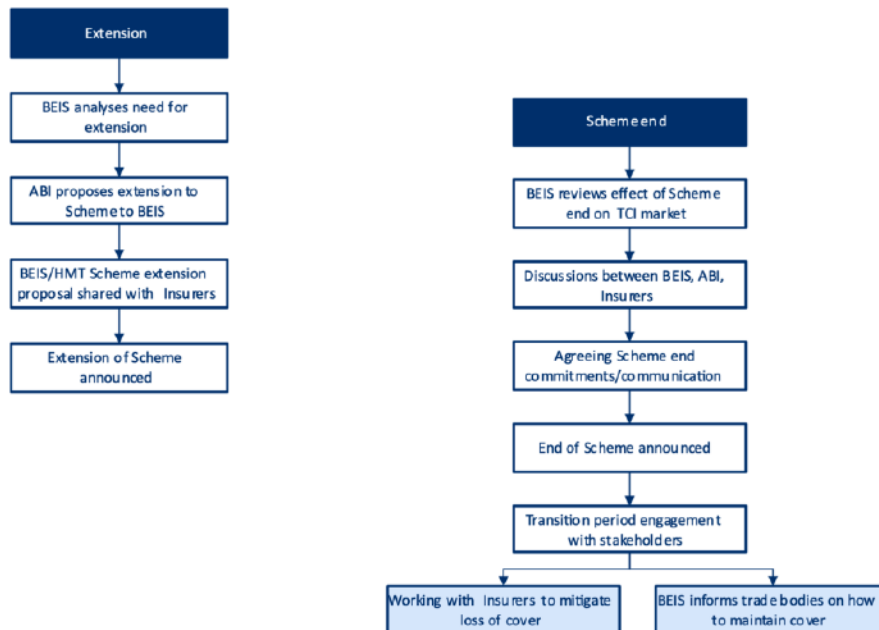 Extension
BEIS analyses need for
extension
ABI proposes extension to
Scheme to BEIS
BEIS/HMT Scheme extension
proposal shared with Insurers
Extension of Scheme
announced
Scheme end
BEIS reviews effect of Scheme
end on TCI market
Discussions between BEIS, ABI,
Insurers
Agreeing Scheme end
commitments/communication
End of Scheme announced
Transition period engagement
with stakeholders
Working with Insurers to mitigate
loss of cover
BEIS informs trade bodies on how
to maintain cover